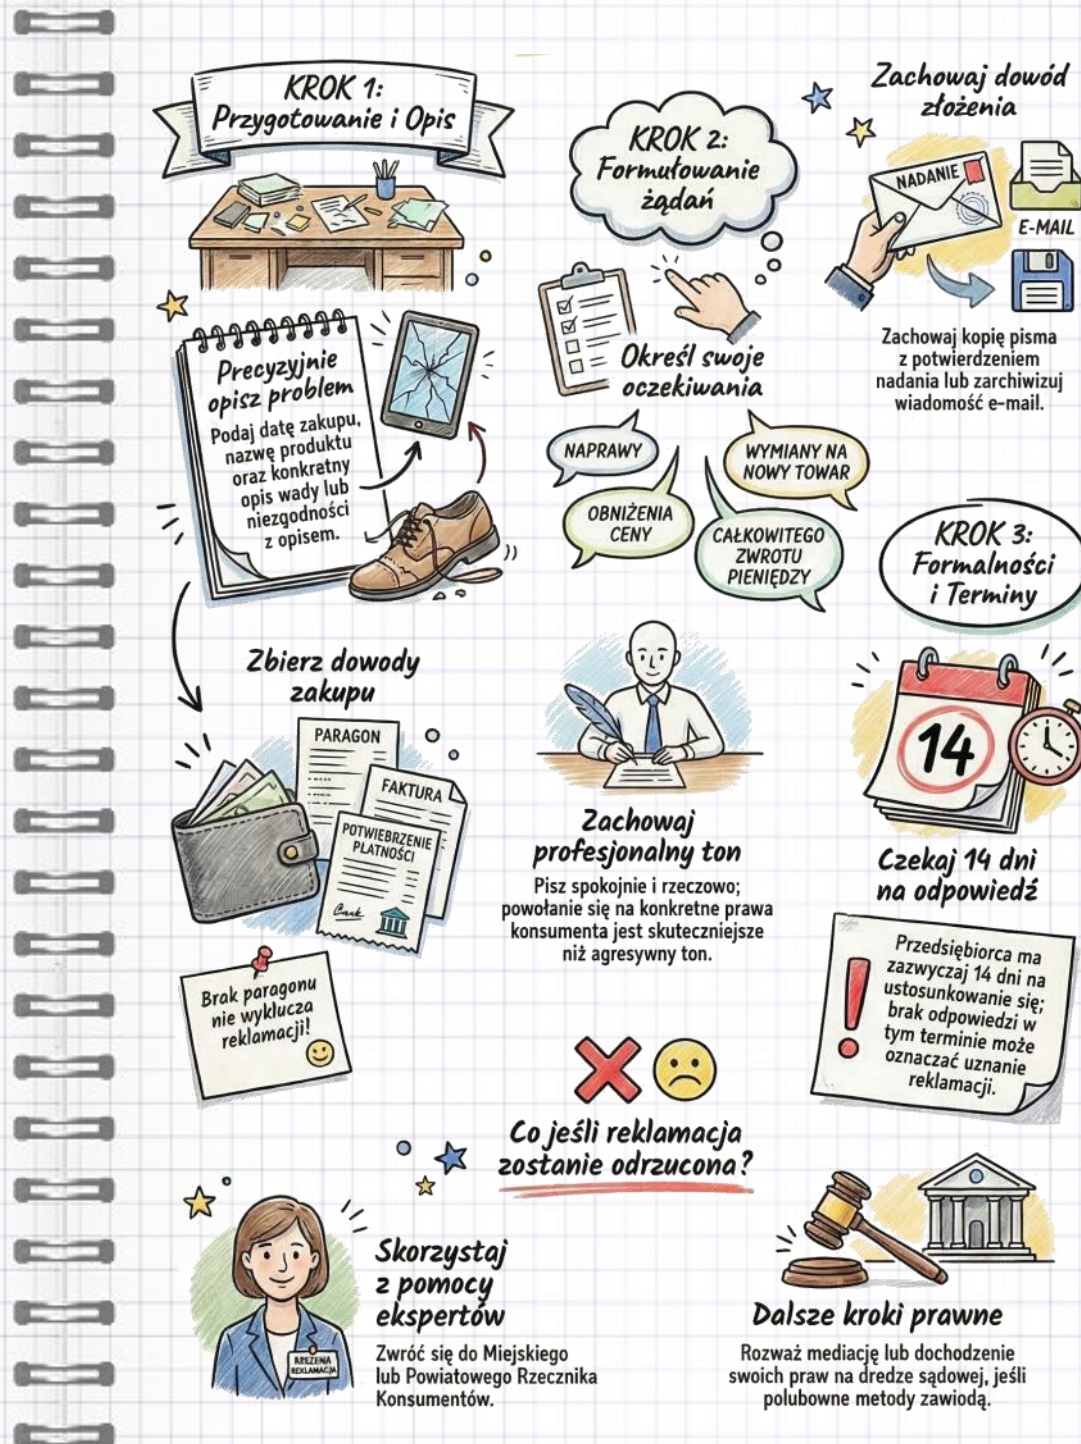 KROK 1:
Przygotowanie i Opis
Precyzyjnie
opisz problem
Podaj datę zakupu,
nazwę produktu
oraz konkretny
opis wady lub
niezgodności
z opisem.
Zbierz dowody
zakupu
PARAGON
FAKTURA
POTWIEBRZENIE
PŁATNOŚCI
Brak paragonu
nie wyklucza
reklamacji!
KROK 2:
Formułowanie
żądań
Określ swoje
oczekiwania
NAPRAWY
WYMIANY NA
NOWY TOWAR
OBNIŻENIA
CENY
CAŁKOWITEGO
ZWROTU
PIENIĘDZY
Zachowaj
profesjonalny ton
Pisz spokojnie i rzeczowo;
powołanie się na konkretne prawa
konsumenta jest skuteczniejsze
niż agresywny ton.
Zachowaj dowód
złożenia
NADANIE
E-MAIL
Zachowaj kopię pisma
z potwierdzeniem
nadania lub zarchiwizuj
wiadomość e-mail.
KROK 3:
Formalności
i Terminy
14
Czekaj 14 dni
na odpowiedź
Przedsiębiorca ma
zazwyczaj 14 dni na
ustosunkowanie się;
brak odpowiedzi w
tym terminie może
oznaczać uznanie
reklamacji.
Co jeśli reklamacja
zostanie odrzucona?
Skorzystaj
z pomocy
ekspertów
Zwróć się do Miejskiego
lub Powiatowego Rzecznika
Konsumentów.
Dalsze kroki prawne
Rozważ mediację lub dochodzenie
swoich praw na dredze sądowej, jeśli
polubowne metody zawiodą.